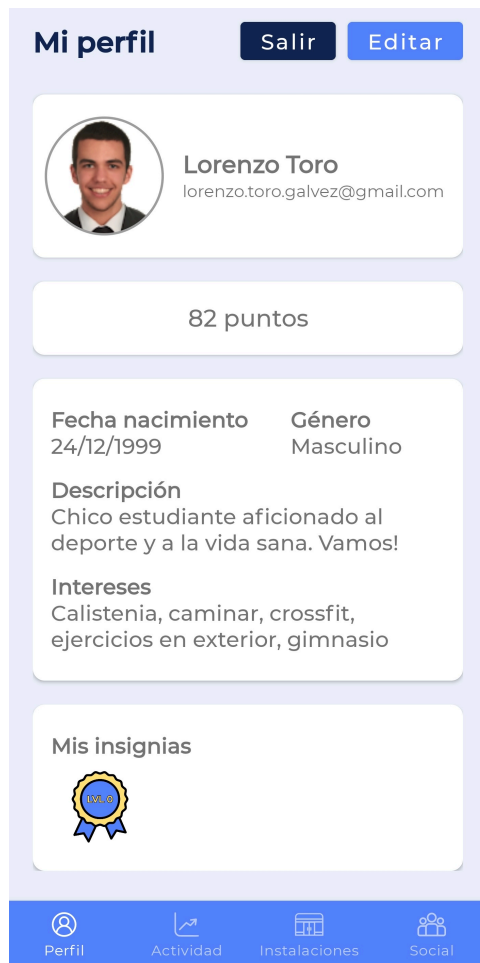 Mi perfil
Salir
Editar
Lorenzo Toro
lorenzo.toro.galvez@gmail.com
82 puntos
Fecha nacimiento
24/12/1999
Género
Masculino
Descripción
Chico estudiante aficionado al
deporte y a la vida sana. Vamos!
Intereses
Calistenia, caminar, crossfit,
ejercicios en exterior, gimnasio
Mis insignias
LVL 0
Perfil
Actividad
Instalaciones
Social